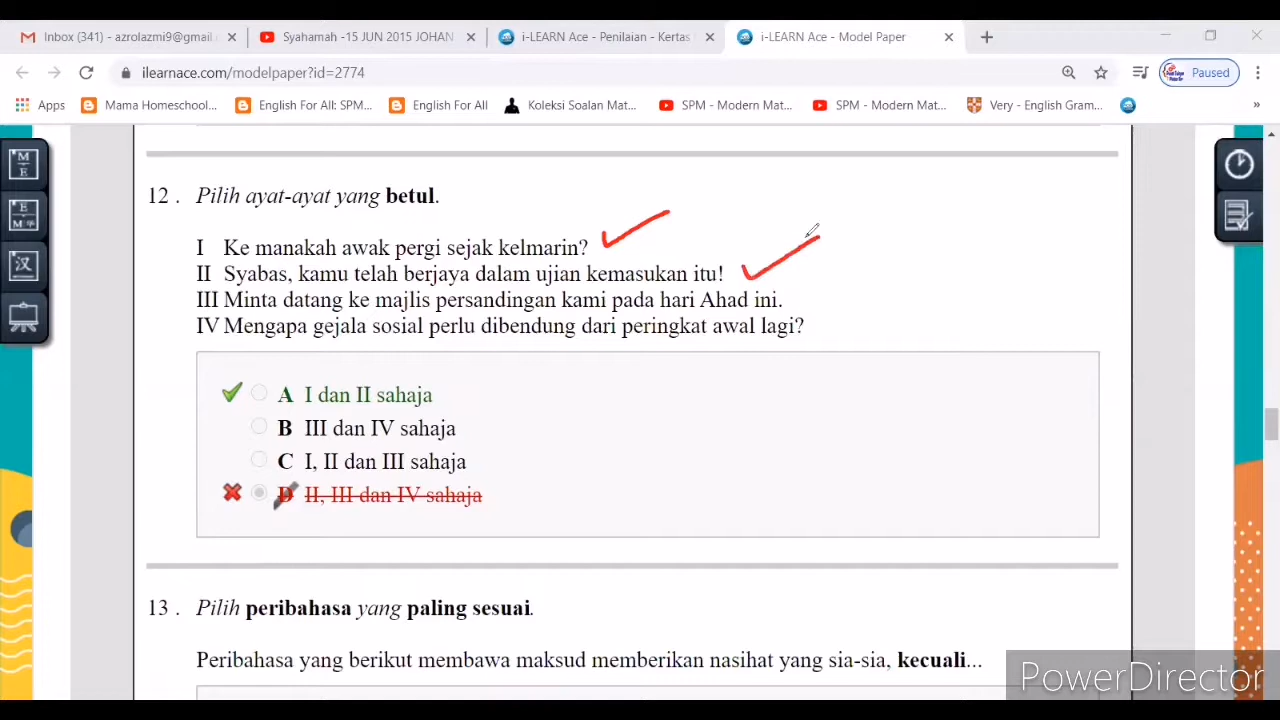 Inbox (341) - azrolazmi9@gmail.
Syahamah -15 JUN 2015 JOHAN
i-LEARN Ace - Penilaian - Kertas
i-LEARN Ace - Model Paper
ilearnace.com/modelpaper?id=2774
Paused
Apps
Mama Homeschool...
English For All: SPM...
English For All
Koleksi Soalan Mat...
SPM - Modern Mat...
SPM - Modern Mat...
Very - English Gram...
»
M
E
E
M/中
汉
12 . Pilih ayat-ayat yang betul.
I Ke manakah awak pergi sejak kelmarin?
II Syabas, kamu telah berjaya dalam ujian kemasukan itu!
III Minta datang ke majlis persandingan kami pada hari Ahad ini.
IV Mengapa gejala sosial perlu dibendung dari peringkat awal lagi?
A I dan II sahaja
B III dan IV sahaja
C I, II dan III sahaja
D II, III dan IV sahaja
13 . Pilih peribahasa yang paling sesuai.
Peribahasa yang berikut membawa maksud memberikan nasihat yang sia-sia, kecuali...
PowerDirector